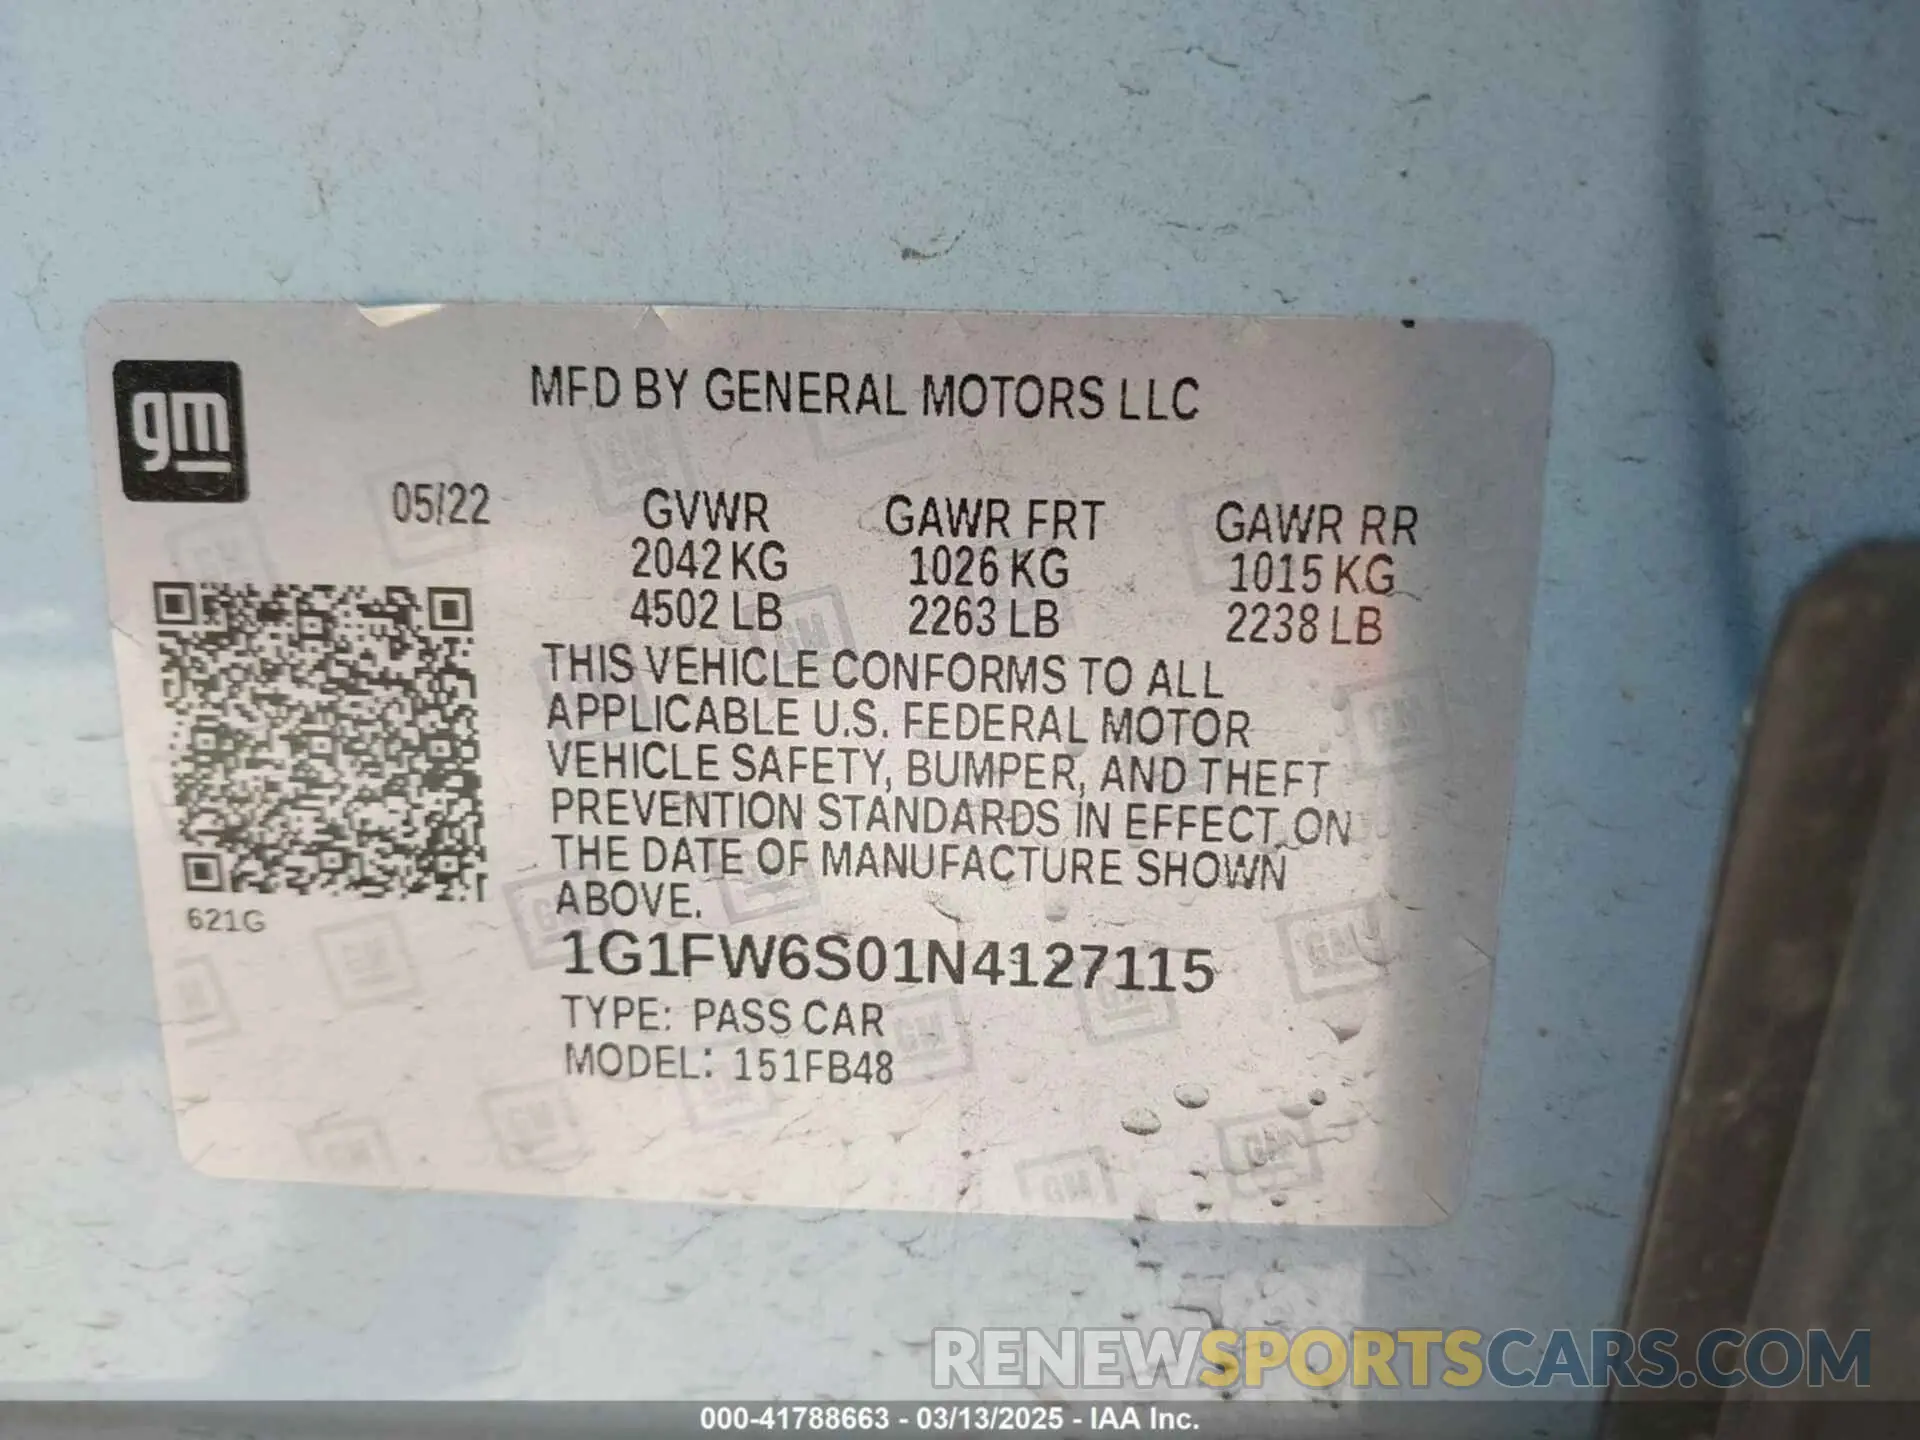 MFD BY GENERAL MOTORS LLC
gm
05/22 GVWR GAWR FRT GAWR RR
2042 KG 1026 KG 1015 KG
4502 LB 2263 LB 2238 LB
THIS VEHICLE CONFORMS TO ALL
APPLICABLE U.S. FEDERAL MOTOR
VEHICLE SAFETY, BUMPER, AND THEFT
PREVENTION STANDARDS IN EFFECT ON
THE DATE OF MANUFACTURE SHOWN
ABOVE.
621G
1G1FW6S01N4127115
TYPE: PASS CAR
MODEL: 151FB48
RENEWSPORTSCARS.COM
000-41788663 - 03/13/2025 - IAA Inc.